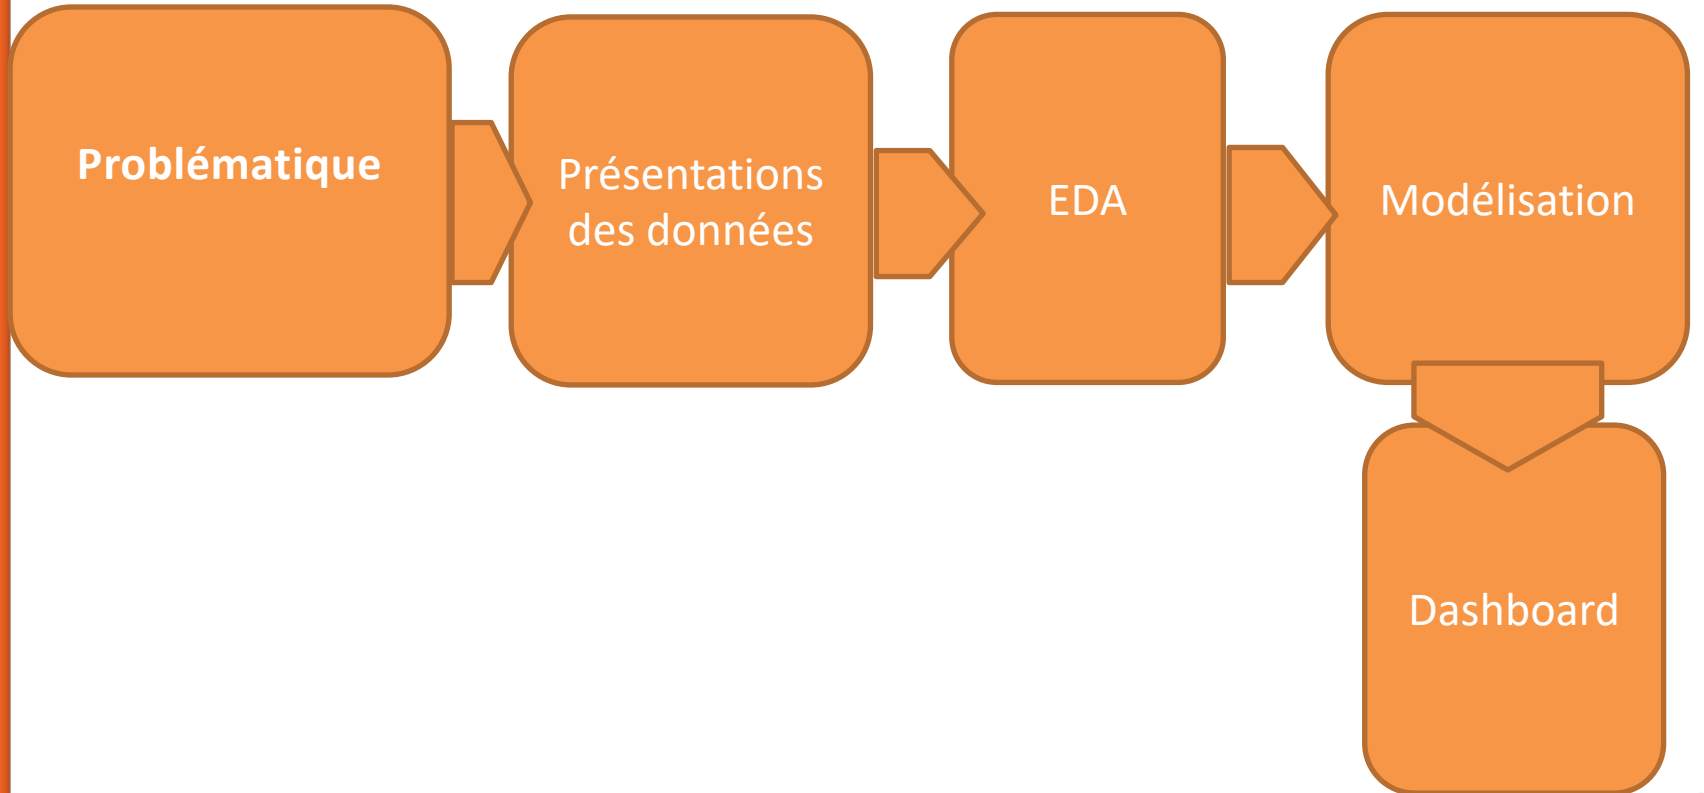 Problématique
Présentations
des données
EDA
Modélisation
Dashboard